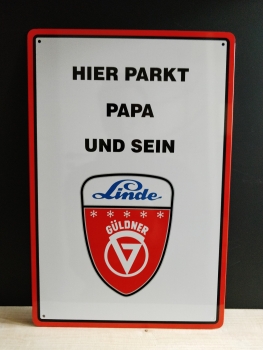 HIER PARKT
PAPA
UND SEIN
Linde
GÜLDNER